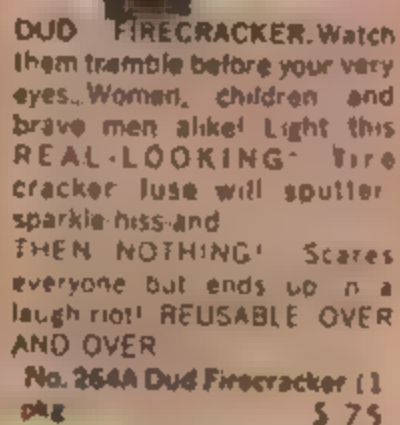 DUD FIRECRACKER. Watch
them tremble before your very
eyes.. Women, children and
brave men alike! Light this
REAL-LOOKING fire
cracker fuse will sputter
sparkle-hiss-and
THEN NOTHING! Scares
everyone but ends up n a
laugh riot! REUSABLE OVER
AND OVER
No. 264A Dud Firecracker (1
pkg $.75